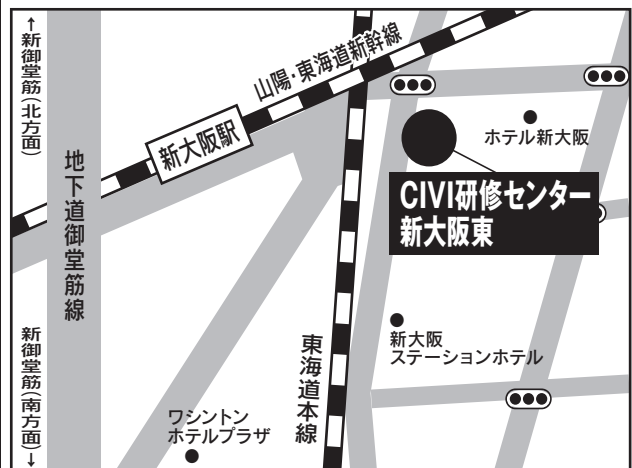 ↑新御堂筋(北方面)
山陽・東海道新幹線
新大阪駅
地下道御堂筋線
ホテル新大阪
CIVI研修センター
新大阪東
新大阪
ステーションホテル
東海道本線
新御堂筋(南方面)↓
ワシントン
ホテルプラザ